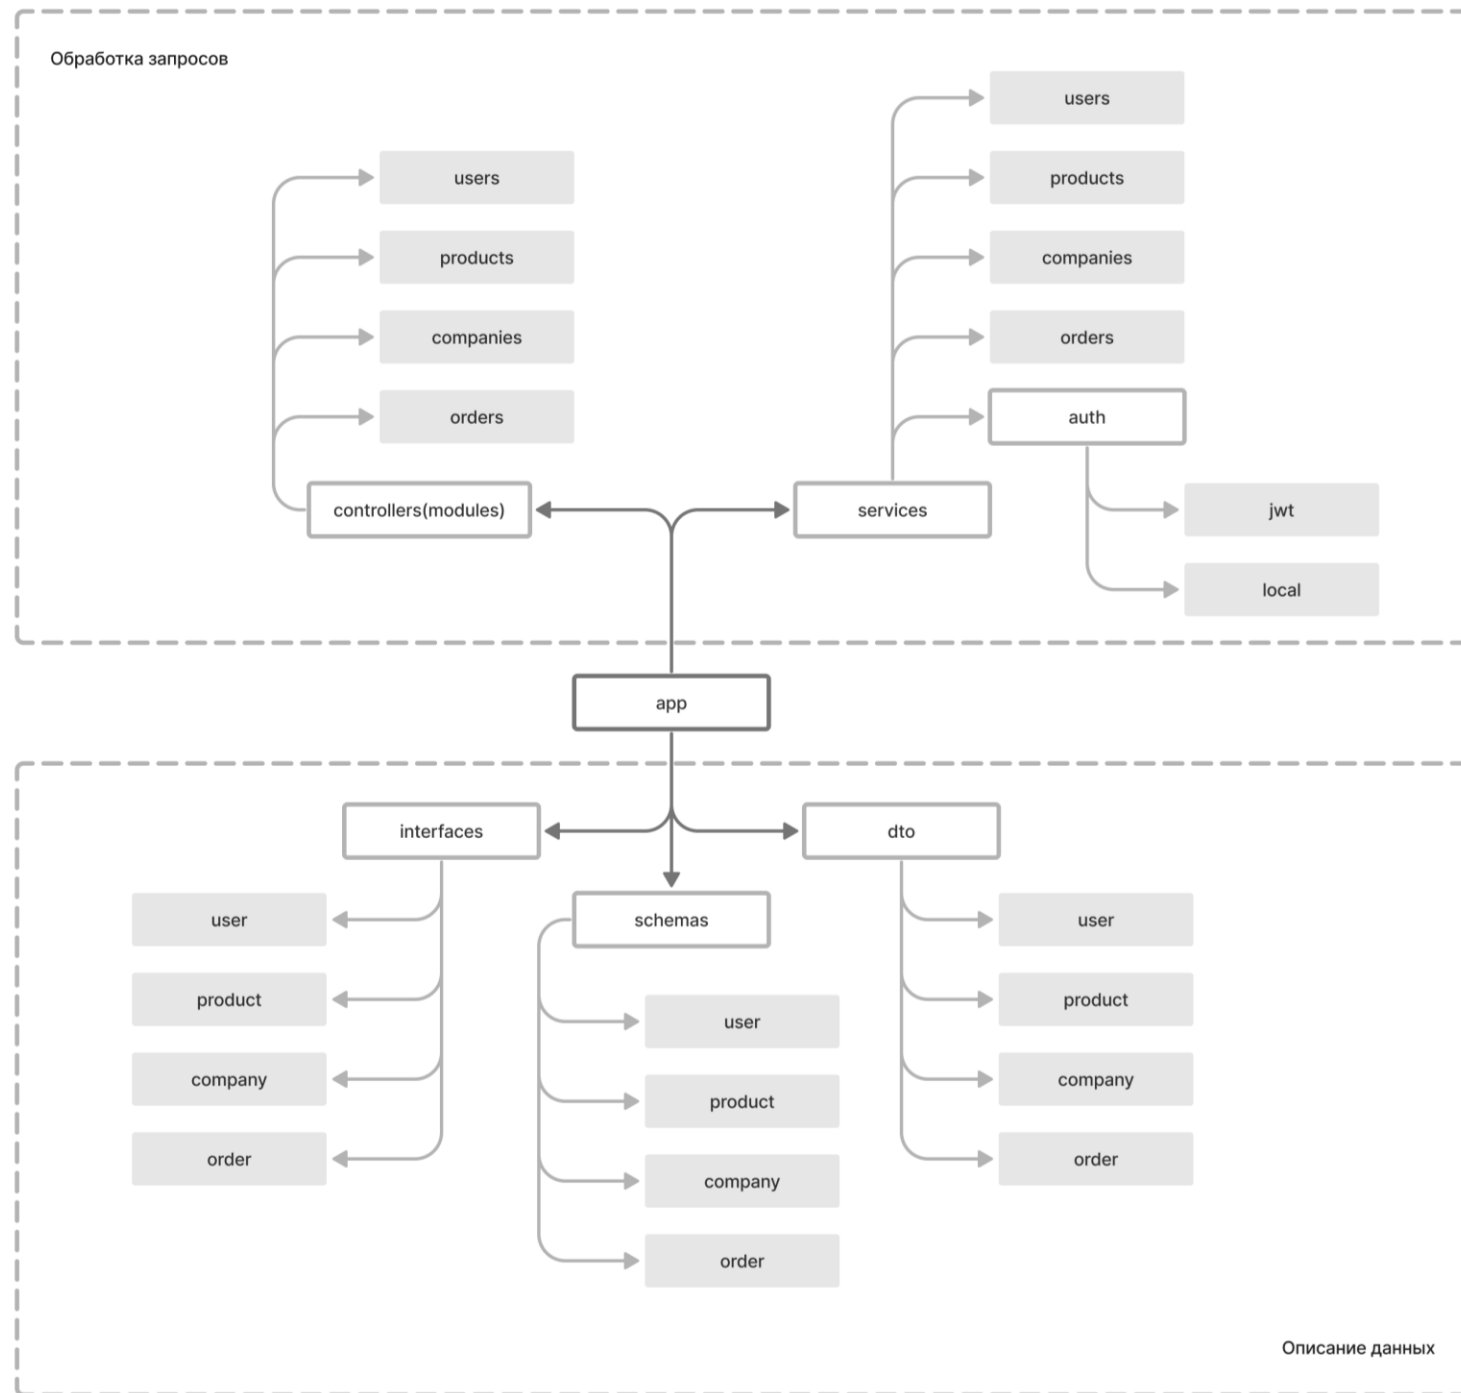 Обработка запросов
users
products
companies
orders
controllers(modules)
users
products
companies
orders
auth
services
jwt
local
app
interfaces
user
product
company
order
schemas
user
product
company
order
dto
user
product
company
order
Описание данных